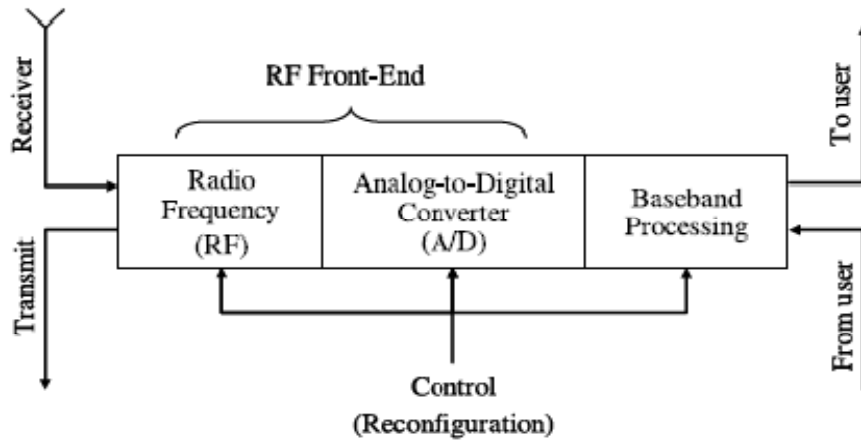 RF Front-End
Receiver
To user
Radio
Frequency
(RF)
Analog-to-Digital
Converter
(A/D)
Baseband
Processing
Transmit
From user
Control
(Reconfiguration)